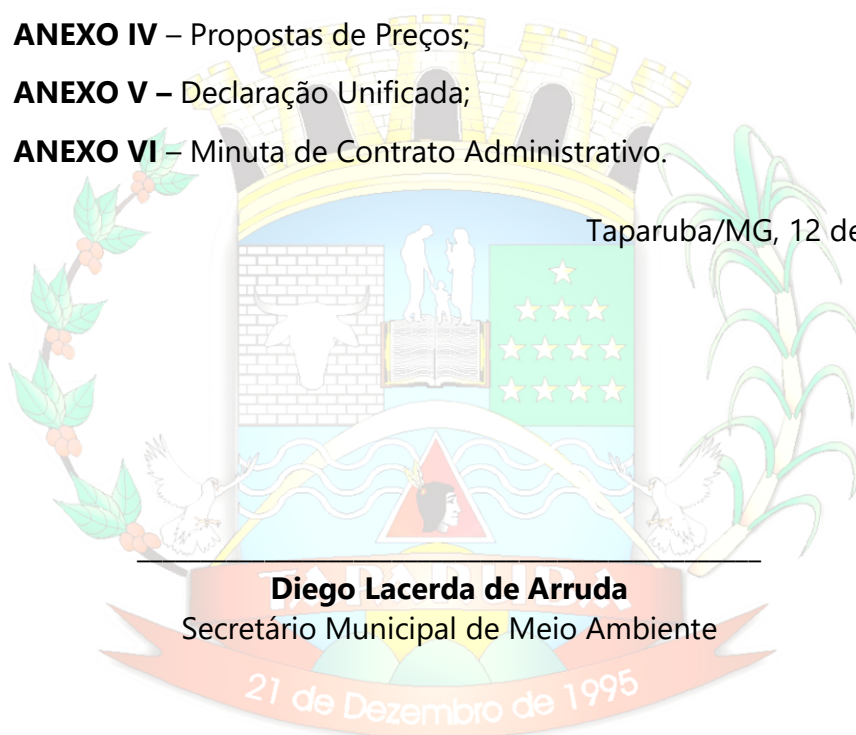 ANEXO IV – Propostas de Preços;
ANEXO V – Declaração Unificada;
ANEXO VI – Minuta de Contrato Administrativo.
Taparuba/MG, 12 de
TAPARUBA
Diego Lacerda de Arruda
Secretário Municipal de Meio Ambiente
21 de Dezembro de 1995